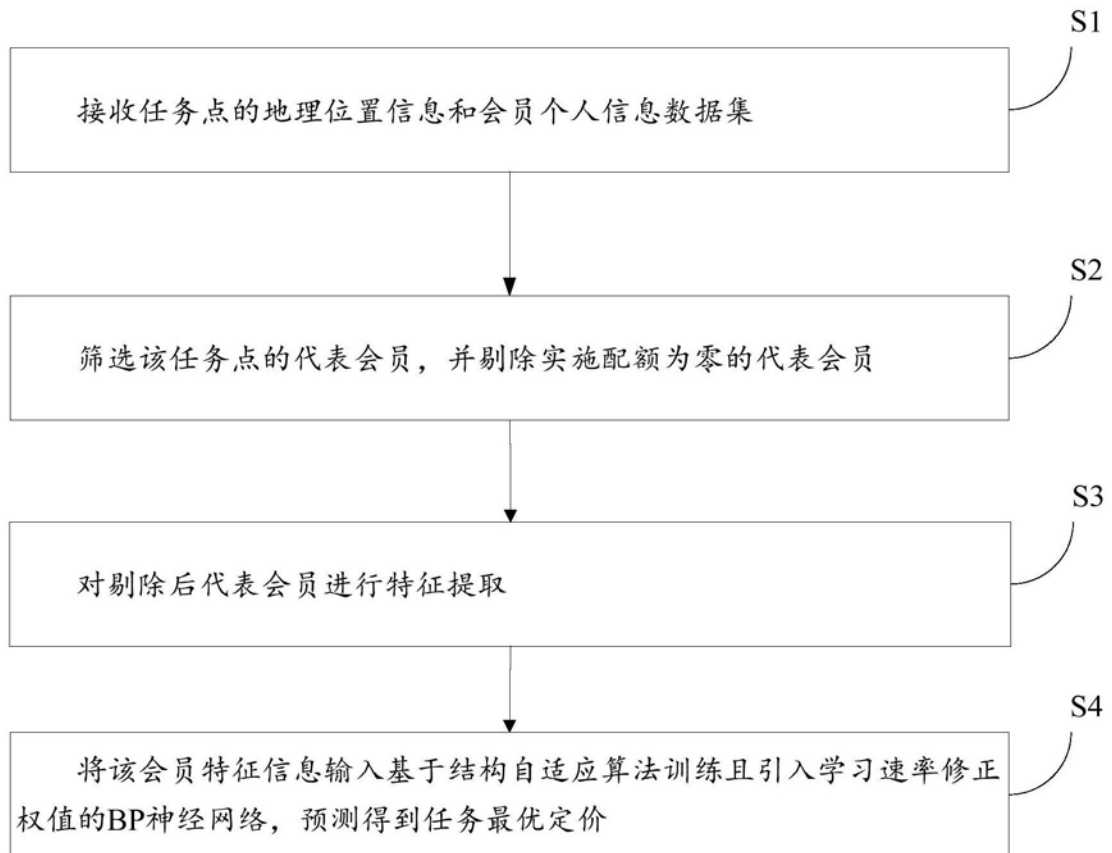 S1
接收任务点的地理位置信息和会员个人信息数据集
S2
筛选该任务点的代表会员，并剔除实施配额为零的代表会员
S3
对剔除后代表会员进行特征提取
S4
将该会员特征信息输入基于结构自适应算法训练且引入学习速率修正
权值的BP神经网络，预测得到任务最优定价